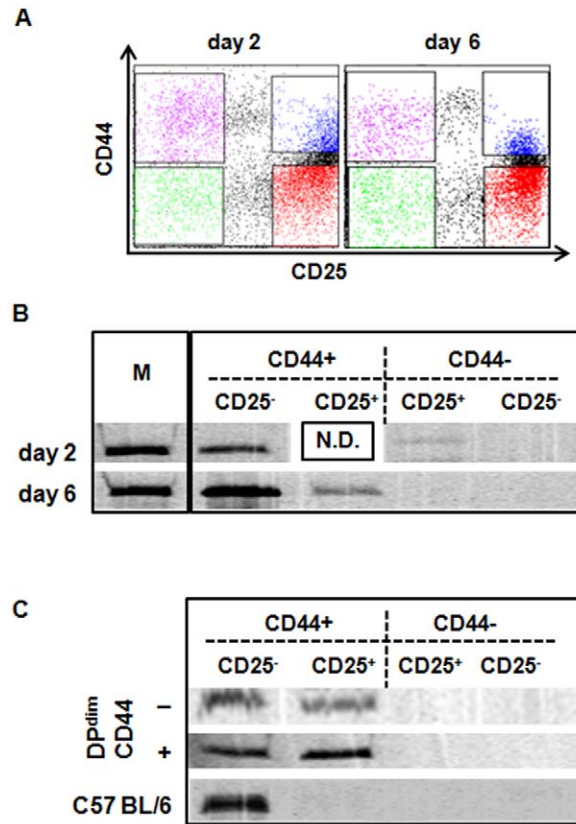 A
day 2 day 6
CD44
CD25
B
M CD44+ CD44-
CD25- CD25+ CD25+ CD25-
day 2 N.D.
day 6
C
CD44+ CD44-
CD25- CD25+ CD25+ CD25-
DPdim
CD44
–
+
C57 BL/6